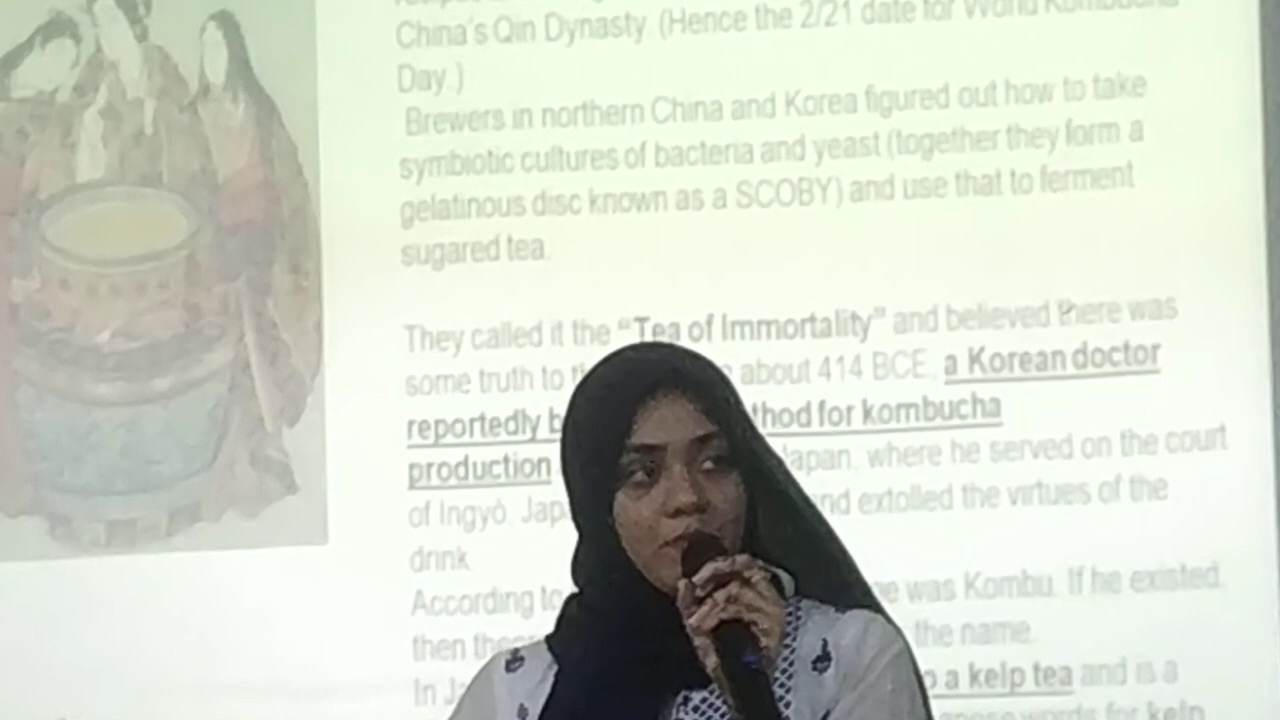 China's Qin Dynasty. (Hence the 2/21 date for World Kombucha
Day.)
Brewers in northern China and Korea figured out how to take
symbiotic cultures of bacteria and yeast (together they form a
gelatinous disc known as a SCOBY) and use that to ferment
sugared tea.
They called it the “Tea of Immortality” and believed there was
some truth to about 414 BCE, a Korean doctor
reportedly for kombucha
production Japan, where he served on the court
of Ingyō, extolled the virtues of the
drink.
According to was Kombu. If he existed,
then the name.
In a kelp tea and is a
words for kelp